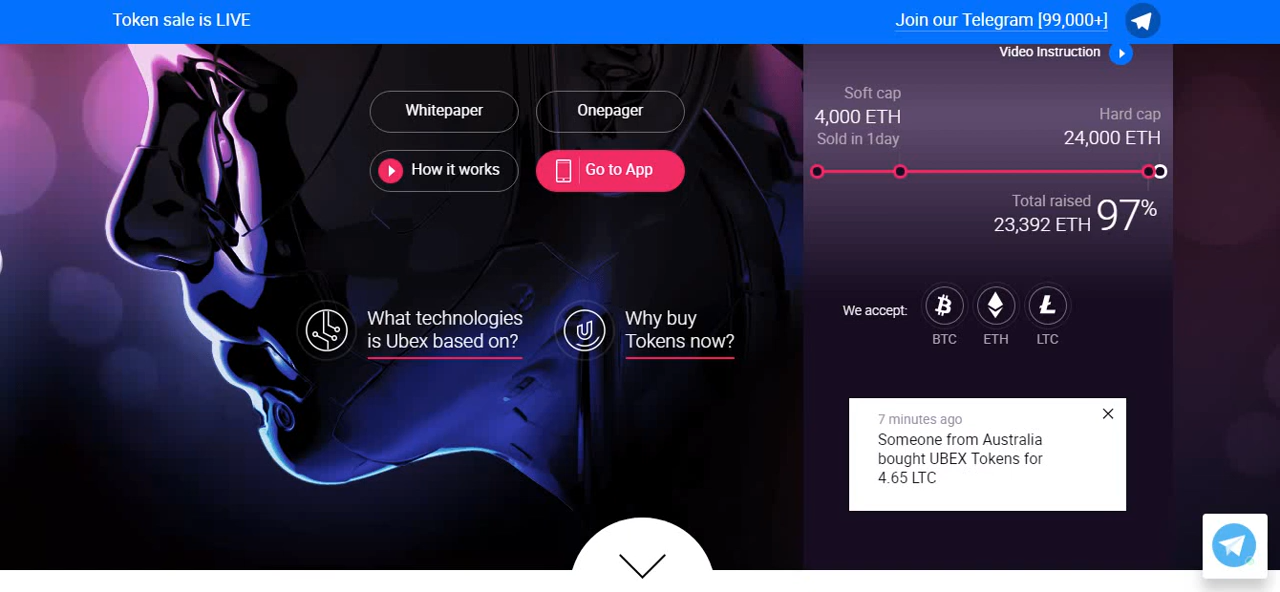 Token sale is LIVE
Join our Telegram [99,000+]
Video Instruction
Whitepaper
Onepager
How it works
Go to App
What technologies
is Ubex based on?
Why buy
Tokens now?
Soft cap
4,000 ETH
Sold in 1day
Hard cap
24,000 ETH
Total raised
23,392 ETH
97%
We accept:
BTC
ETH
LTC
7 minutes ago
Someone from Australia
bought UBEX Tokens for
4.65 LTC